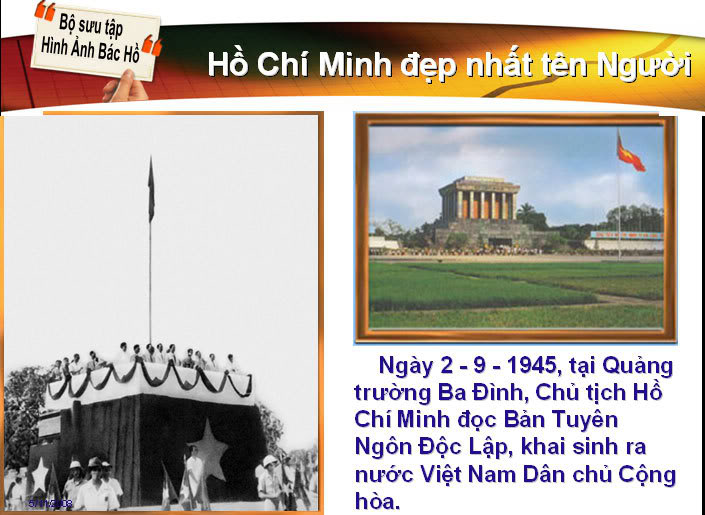 Bộ sưu tập
Hình Ảnh Bác Hồ
Hồ Chí Minh đẹp nhất tên Người
Ngày 2 - 9 - 1945, tại Quảng
trường Ba Đình, Chủ tịch Hồ
Chí Minh đọc Bản Tuyên
Ngôn Độc Lập, khai sinh ra
nước Việt Nam Dân chủ Cộng
hòa.